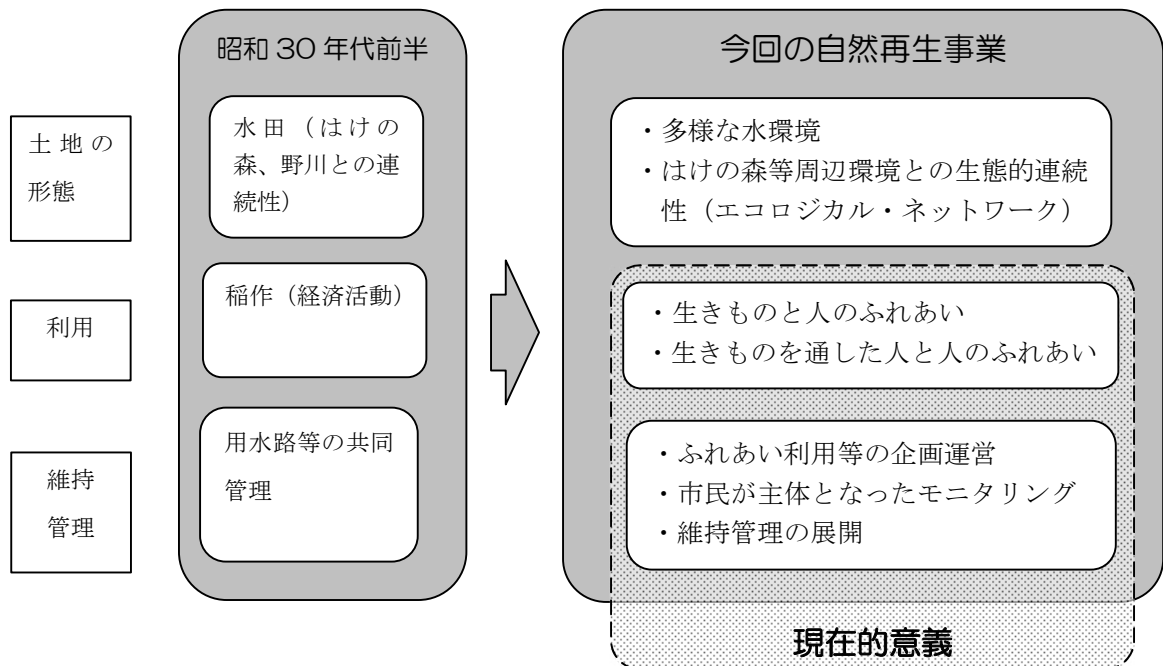 昭和 30 年代前半
今回の自然再生事業
土地の
形態
水田（はけの
森、野川との連
続性）
・多様な水環境
・はけの森等周辺環境との生態的連続
性（エコロジカル・ネットワーク）
利用
稲作（経済活動）
・生きものと人のふれあい
・生きものを通した人と人のふれあい
維持
管理
用水路等の共同
管理
・ふれあい利用等の企画運営
・市民が主体となったモニタリング
・維持管理の展開
現在的意義